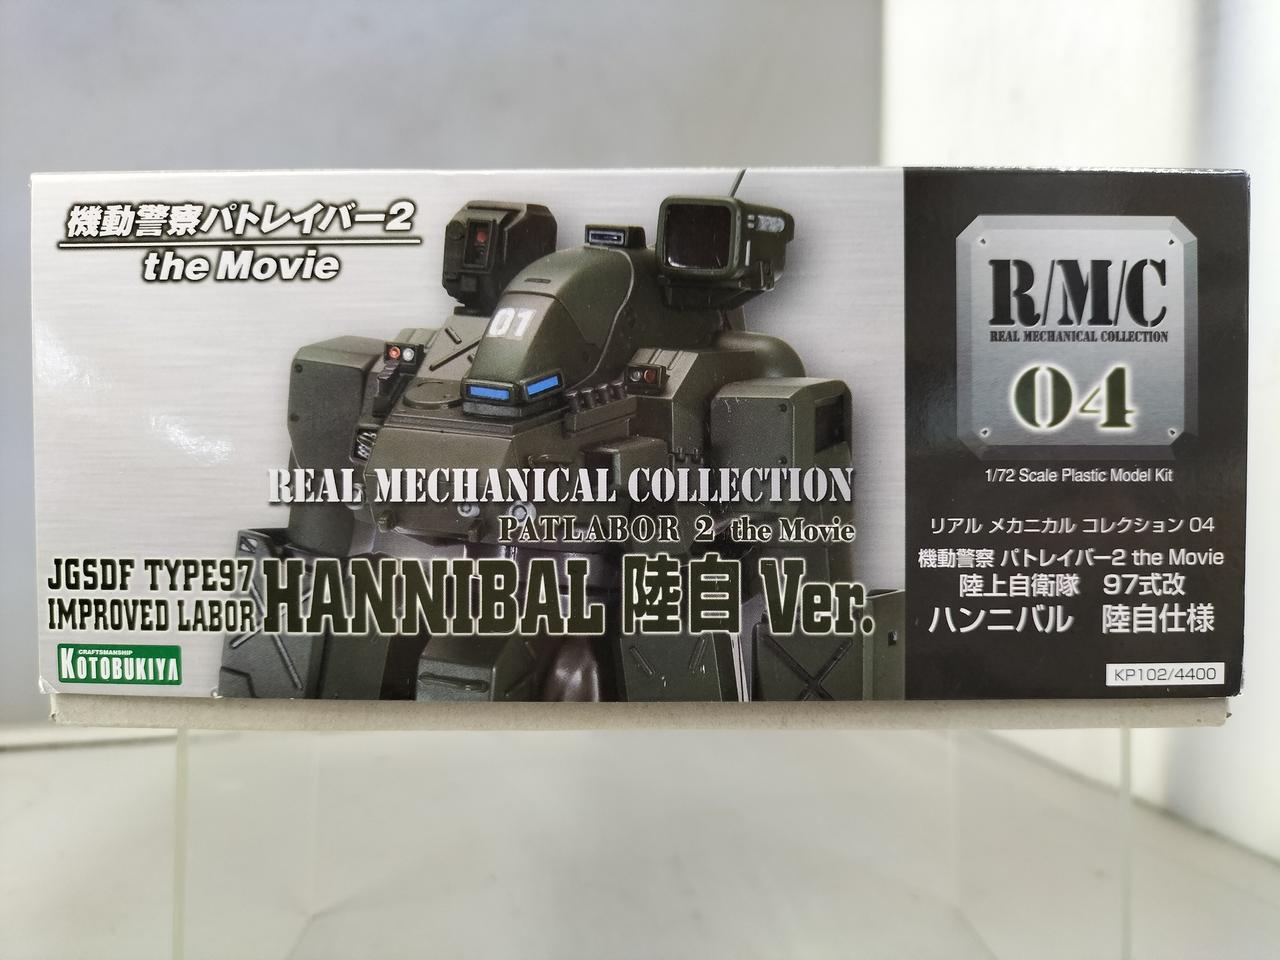 機動警察パトレイバー2
the Movie
01
REAL MECHANICAL COLLECTION
PATLABOR 2 the Movie
JGSDF TYPE97
IMPROVED LABOR
HANNIBAL 陸自 Ver.
CRAFTSMANSHIP
KOTOBUKIYA
R/M/C
REAL MECHANICAL COLLECTION
04
1/72 Scale Plastic Model Kit
リアル メカニカル コレクション 04
機動警察 パトレイバー2 the Movie
陸上自衛隊 97式改
ハンニバル 陸自仕様
KP102/4400